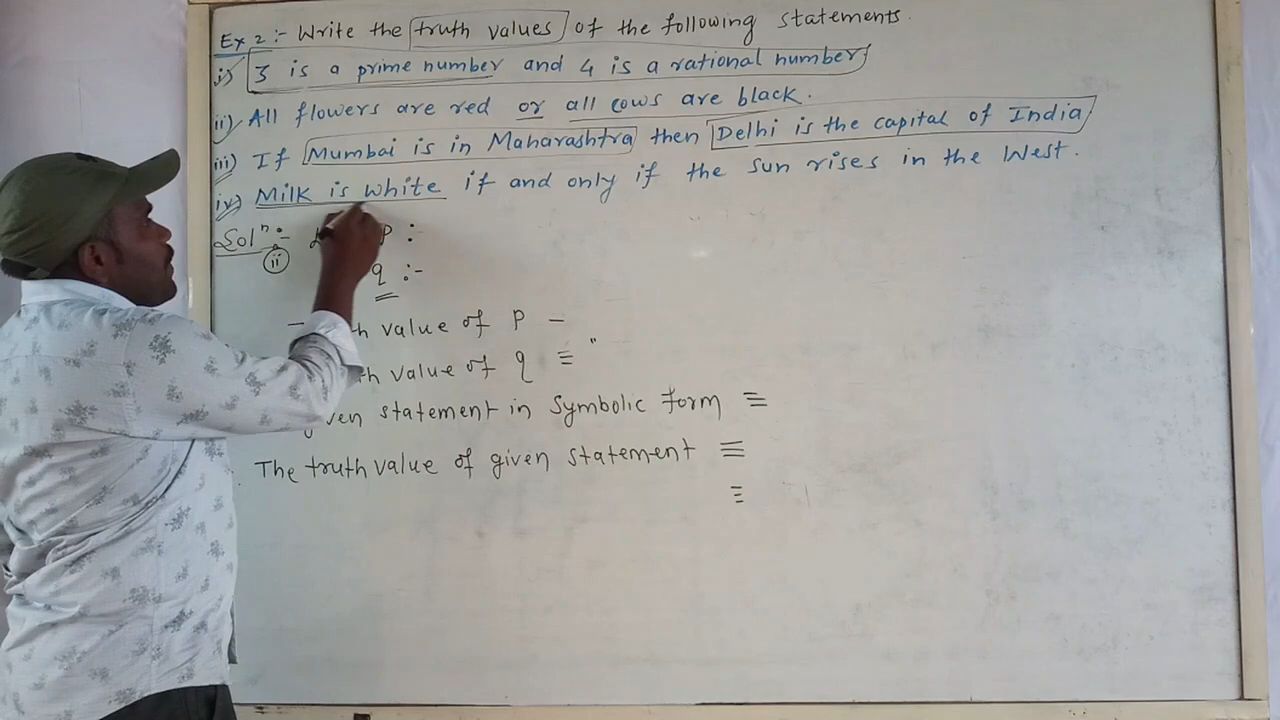 Ex 2 :- Write the truth values of the following statements.
i) 3 is a prime number and 4 is a rational number
ii) All flowers are red or all cows are black.
iii) If Mumbai is in Maharashtra then Delhi is the capital of India
iv) Milk is white if and only if the sun rises in the West.
Solⁿ :- P :
ii q :-
th value of P -
th value of q ≡ "
statement in Symbolic form ≡
The truth value of given statement ≡
≡